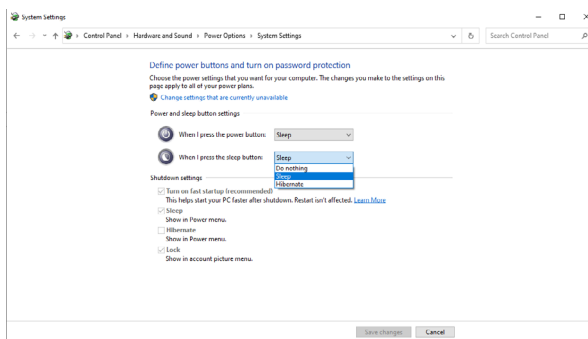 System Settings
Control Panel > Hardware and Sound > Power Options > System Settings
Search Control Panel
Define power buttons and turn on password protection
Choose the power settings that you want for your computer. The changes you make to the settings on this
page apply to all of your power plans.
Change settings that are currently unavailable
Power and sleep button settings
When I press the power button: Sleep
When I press the sleep button: Sleep
Do nothing
Sleep
Hibernate
Shutdown settings
Turn on fast startup (recommended)
This helps start your PC faster after shutdown. Restart isn't affected. Learn More
Sleep
Show in Power menu.
Hibernate
Show in Power menu.
Lock
Show in account picture menu.
Save changes Cancel